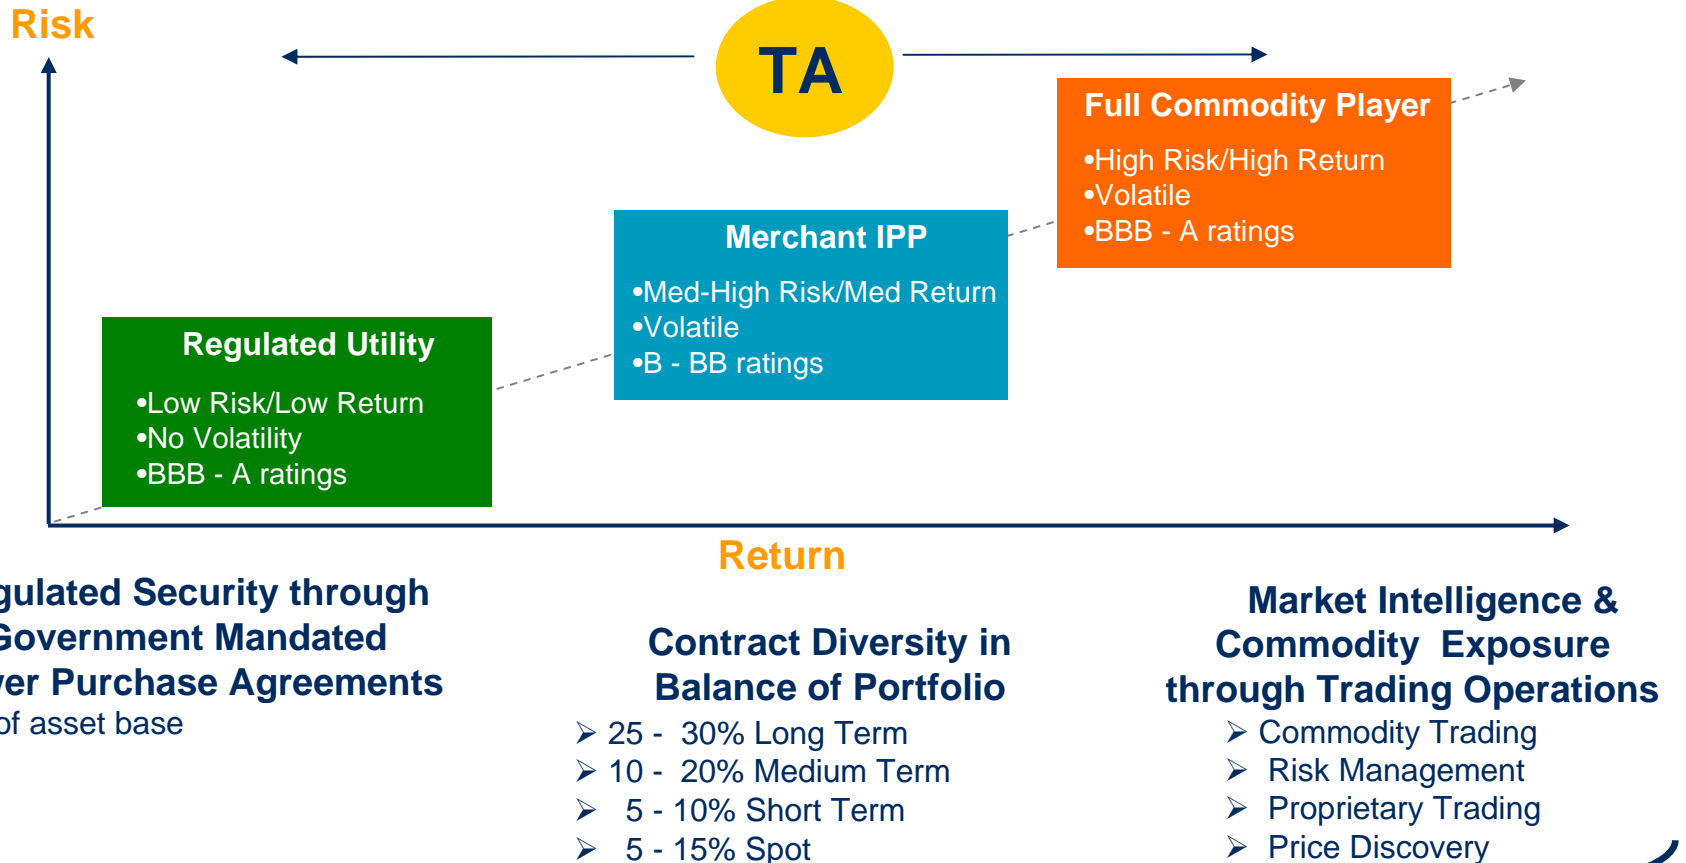 Risk
TA
Full Commodity Player
•High Risk/High Return
•Volatile
•BBB - A ratings
Merchant IPP
•Med-High Risk/Med Return
•Volatile
•B - BB ratings
Regulated Utility
•Low Risk/Low Return
•No Volatility
•BBB - A ratings
Return
gulated Security through
Government Mandated
er Purchase Agreements
of asset base
Contract Diversity in
Balance of Portfolio
➢ 25 - 30% Long Term
➢ 10 - 20% Medium Term
➢ 5 - 10% Short Term
➢ 5 - 15% Spot
Market Intelligence &
Commodity Exposure
through Trading Operations
➢ Commodity Trading
➢ Risk Management
➢ Proprietary Trading
➢ Price Discovery